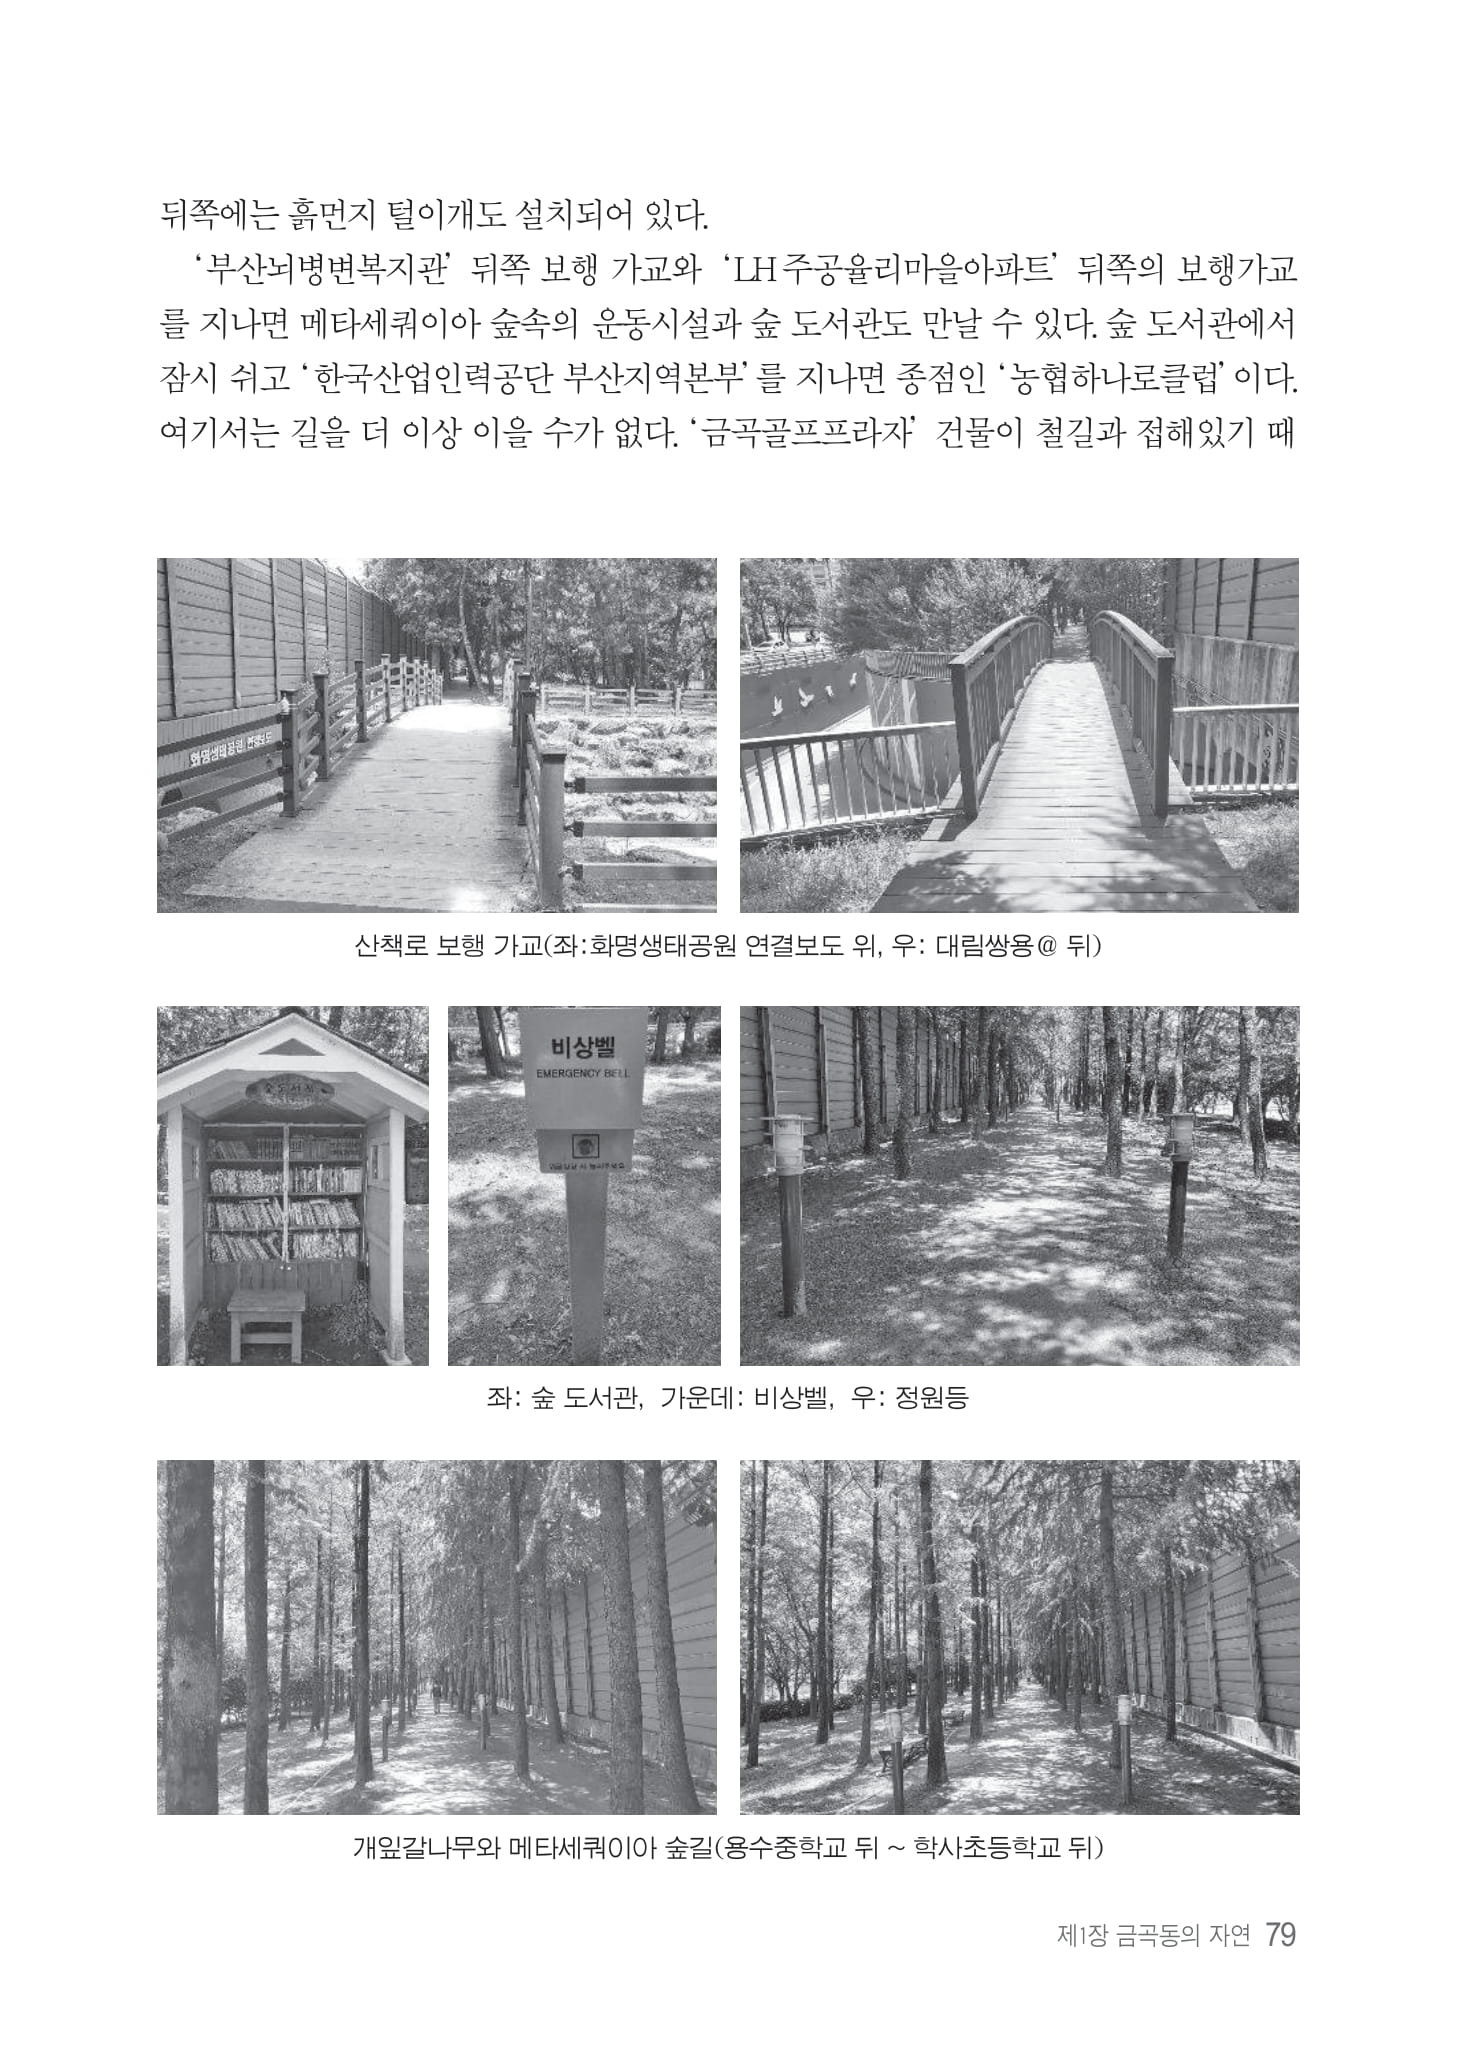 뒤쪽에는 흙먼지 털이개도 설치되어 있다.
‘부산뇌병변복지관’ 뒤쪽 보행 가교와 ‘LH주공율리마을아파트’ 뒤쪽의 보행가교
를 지나면 메타세쿼이아 숲속의 운동시설과 숲 도서관도 만날 수 있다. 숲 도서관에서
잠시 쉬고 ‘한국산업인력공단 부산지역본부’를 지나면 종점인 ‘농협하나로클럽’이다.
여기서는 길을 더 이상 이을 수가 없다. ‘금곡골프프라자’ 건물이 철길과 접해있기 때
화명생태공원 연결보도
산책로 보행 가교(좌:화명생태공원 연결보도 위, 우: 대림쌍용@ 뒤)
숲도서관
비상벨
EMERGENCY BELL
좌: 숲 도서관, 가운데: 비상벨, 우: 정원등
개잎갈나무와 메타세쿼이아 숲길(용수중학교 뒤 ~ 학사초등학교 뒤)
제1장 금곡동의 자연 79